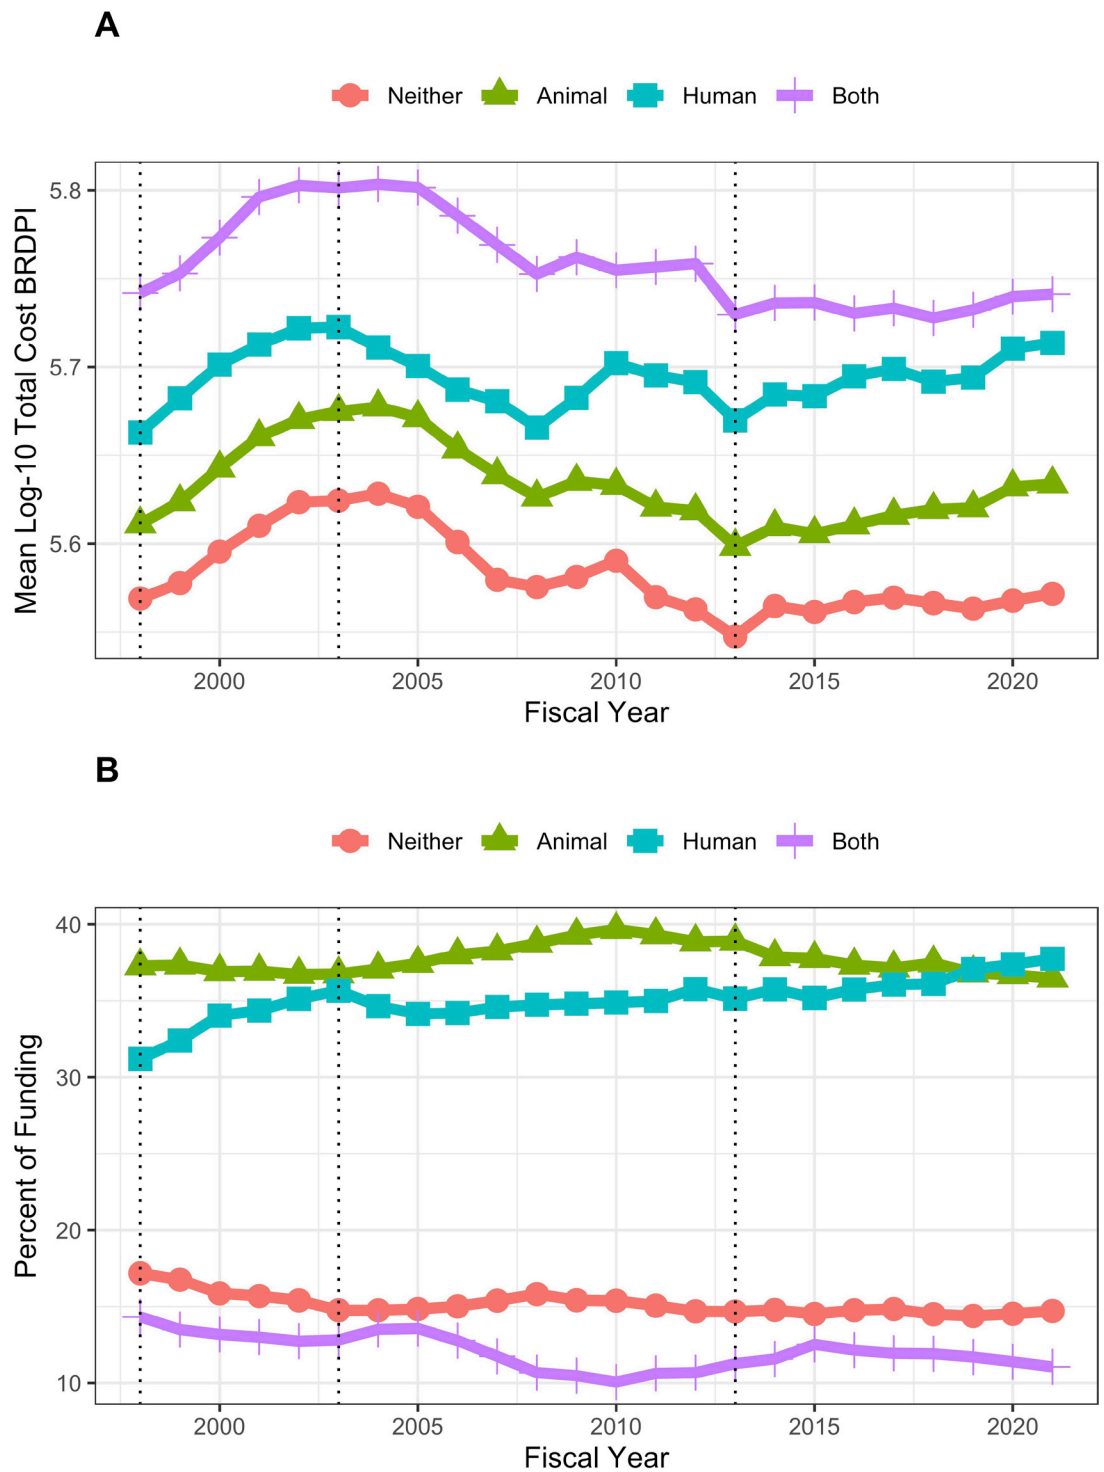 A
Neither Animal Human Both
Mean Log-10 Total Cost BRDPI
5.8
5.7
5.6
2000 2005 2010 2015 2020
Fiscal Year
B
Neither Animal Human Both
Percent of Funding
40
30
20
10
2000 2005 2010 2015 2020
Fiscal Year